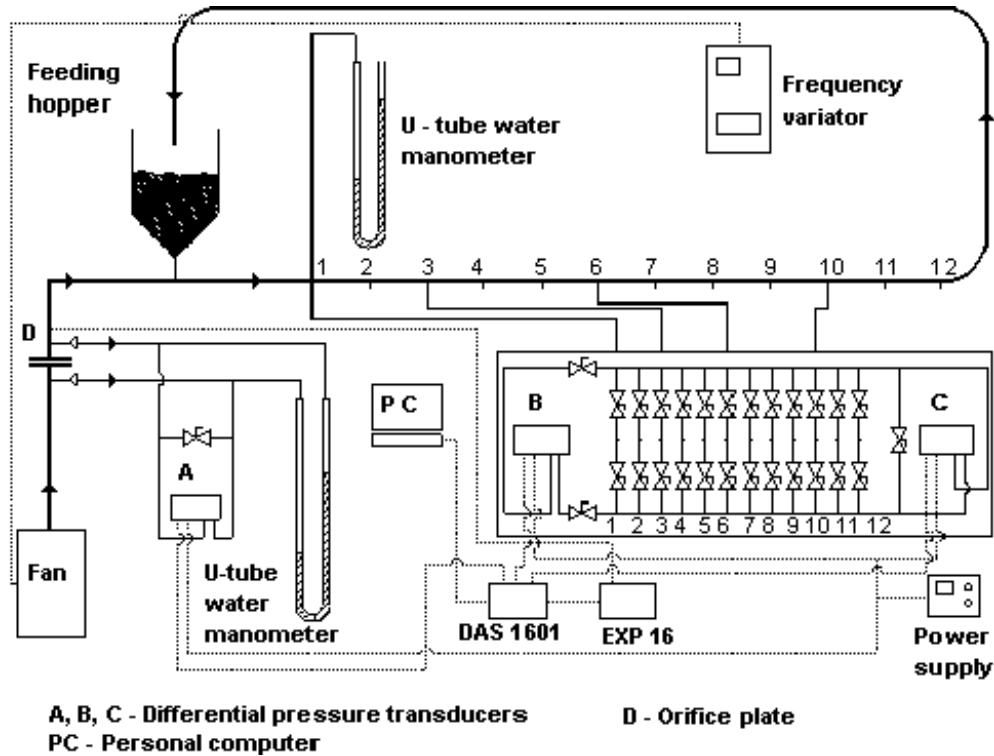 Feeding
hopper
U - tube water
manometer
Frequency
variator
1 2 3 4 5 6 7 8 9 10 11 12
D
P C
B
C
A
1 2 3 4 5 6 7 8 9 10 11 12
Fan
U-tube
water
manometer
DAS 1601
EXP 16
Power
supply
A, B, C - Differential pressure transducers
D - Orifice plate
PC - Personal computer